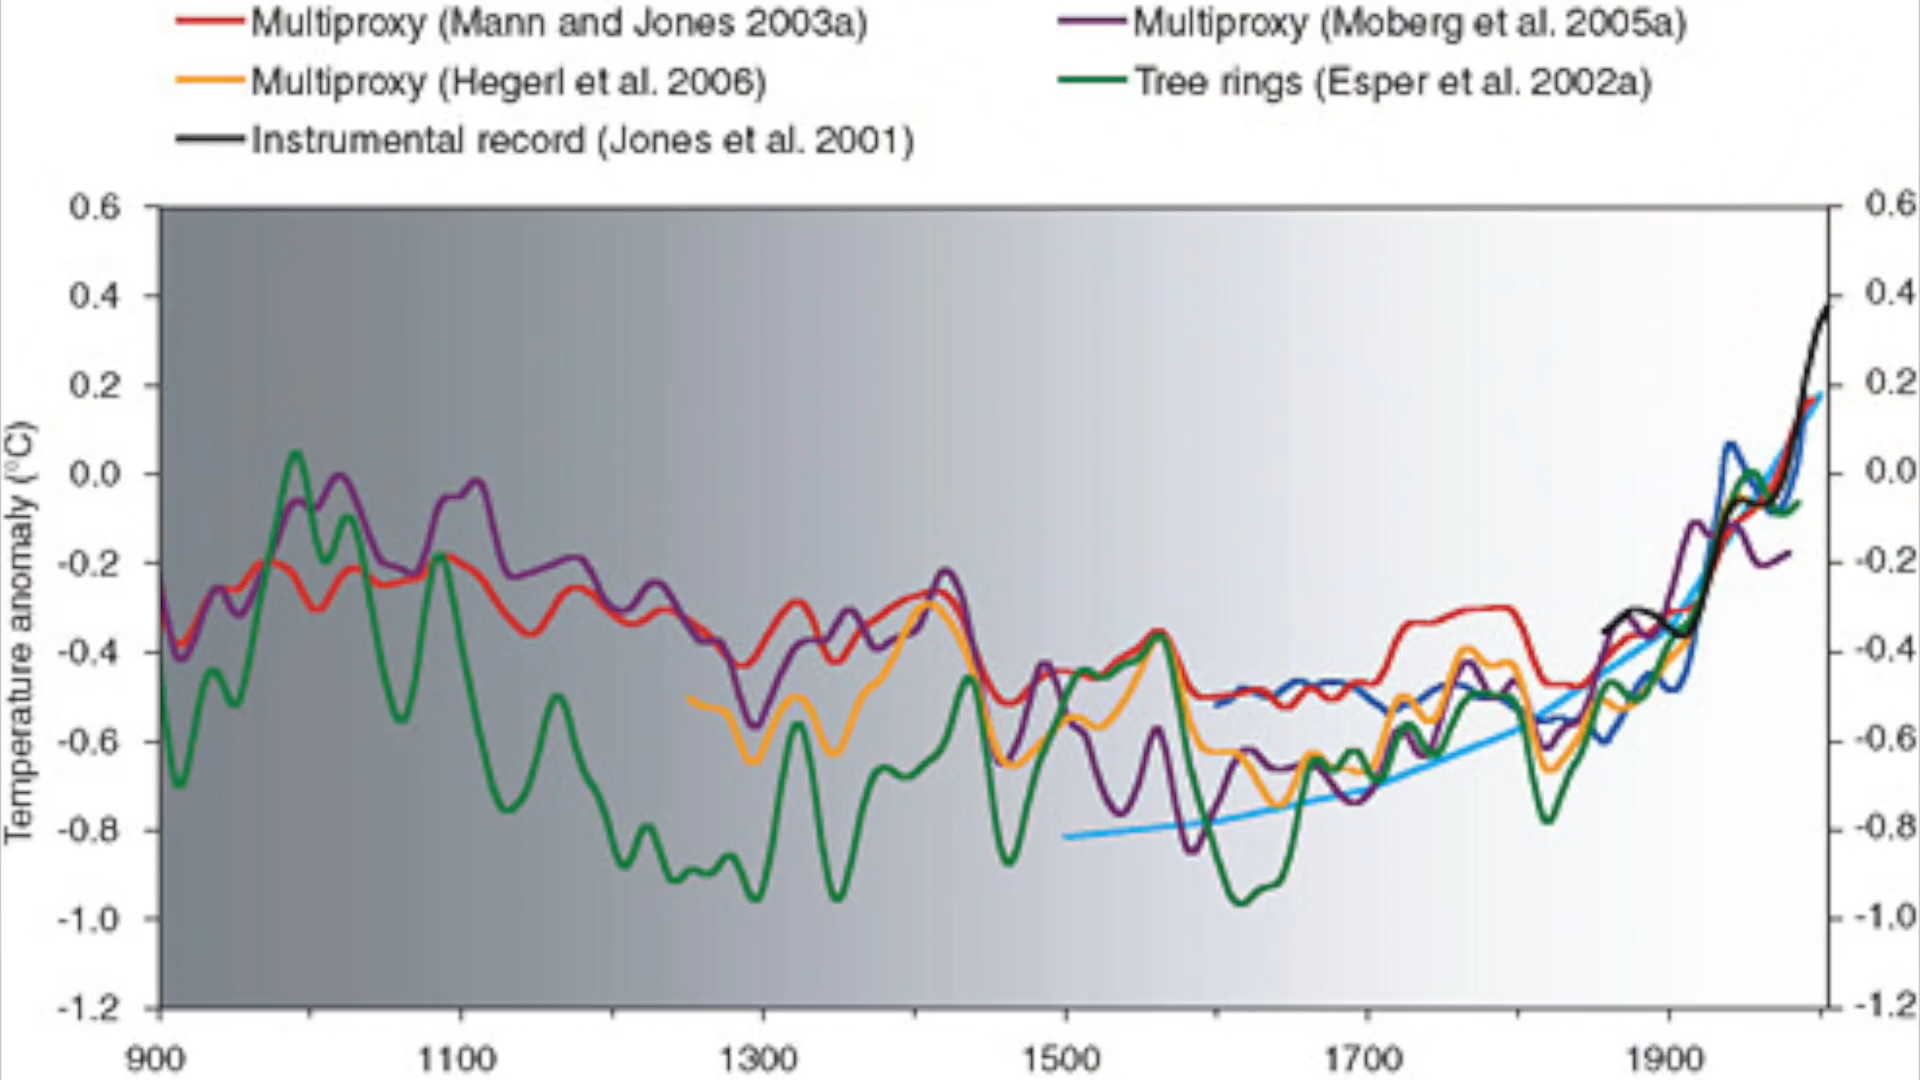 Multiproxy (Mann and Jones 2003a) Multiproxy (Moberg et al. 2005a)
Multiproxy (Hegerl et al. 2006) Tree rings (Esper et al. 2002a)
Instrumental record (Jones et al. 2001)
Temperature anomaly (°C)
0.6 0.6
0.4 0.4
0.2 0.2
0.0 0.0
-0.2 -0.2
-0.4 -0.4
-0.6 -0.6
-0.8 -0.8
-1.0 -1.0
-1.2 -1.2
900 1100 1300 1500 1700 1900